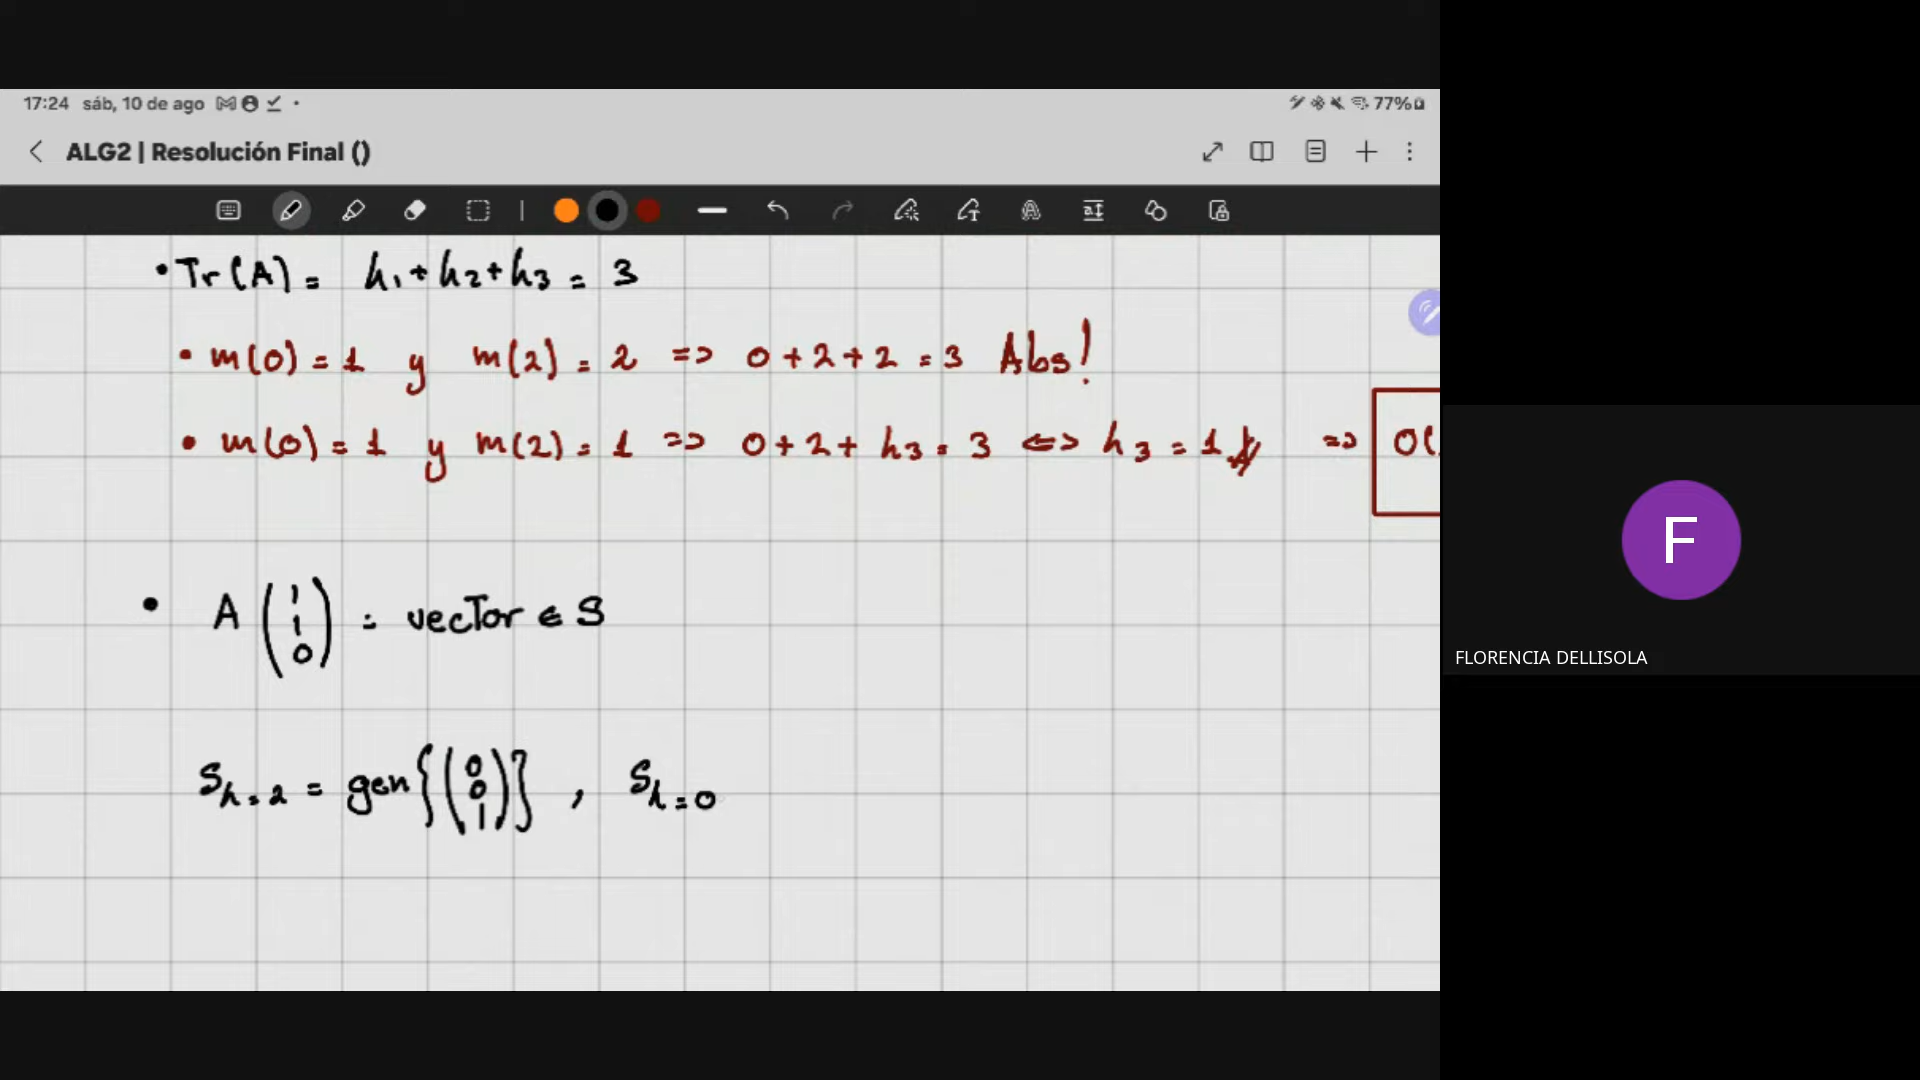 17:24 sáb, 10 de ago
77%
ALG2 | Resolución Final ()
• Tr(A) = λ₁ + λ₂ + λ₃ = 3
• m(0) = 1 y m(2) = 2 => 0 + 2 + 2 = 3 Abs!
• m(0) = 1 y m(2) = 1 => 0 + 2 + λ₃ = 3 <=> λ₃ = 1 =>
• A (1 1 0) = vector ∈ S
S λ=2 = gen{(0 0 1)}, S λ=0
F
FLORENCIA DELLISOLA